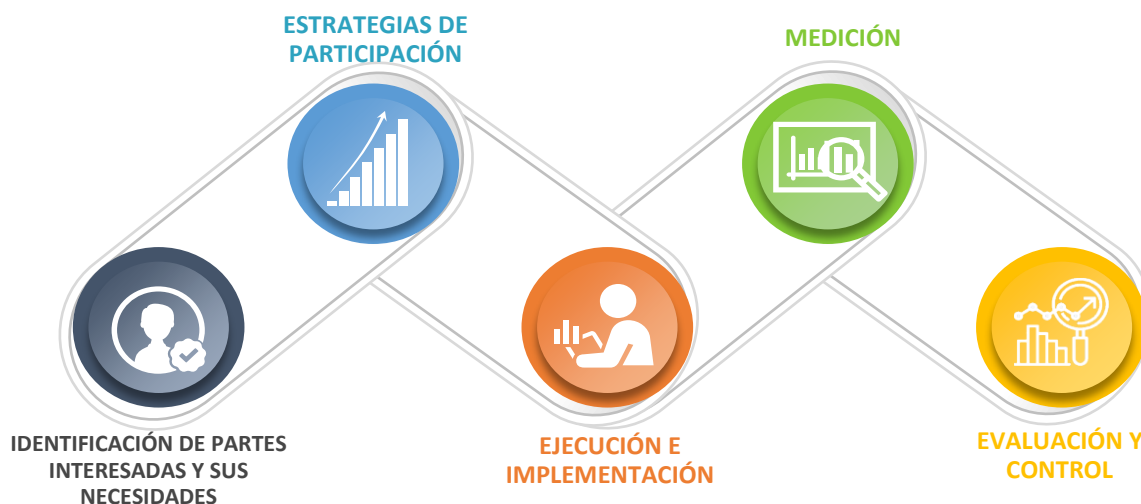 ESTRATEGIAS DE
PARTICIPACIÓN
MEDICIÓN
IDENTIFICACIÓN DE PARTES
INTERESADAS Y SUS
NECESIDADES
EJECUCIÓN E
IMPLEMENTACIÓN
EVALUACIÓN Y
CONTROL